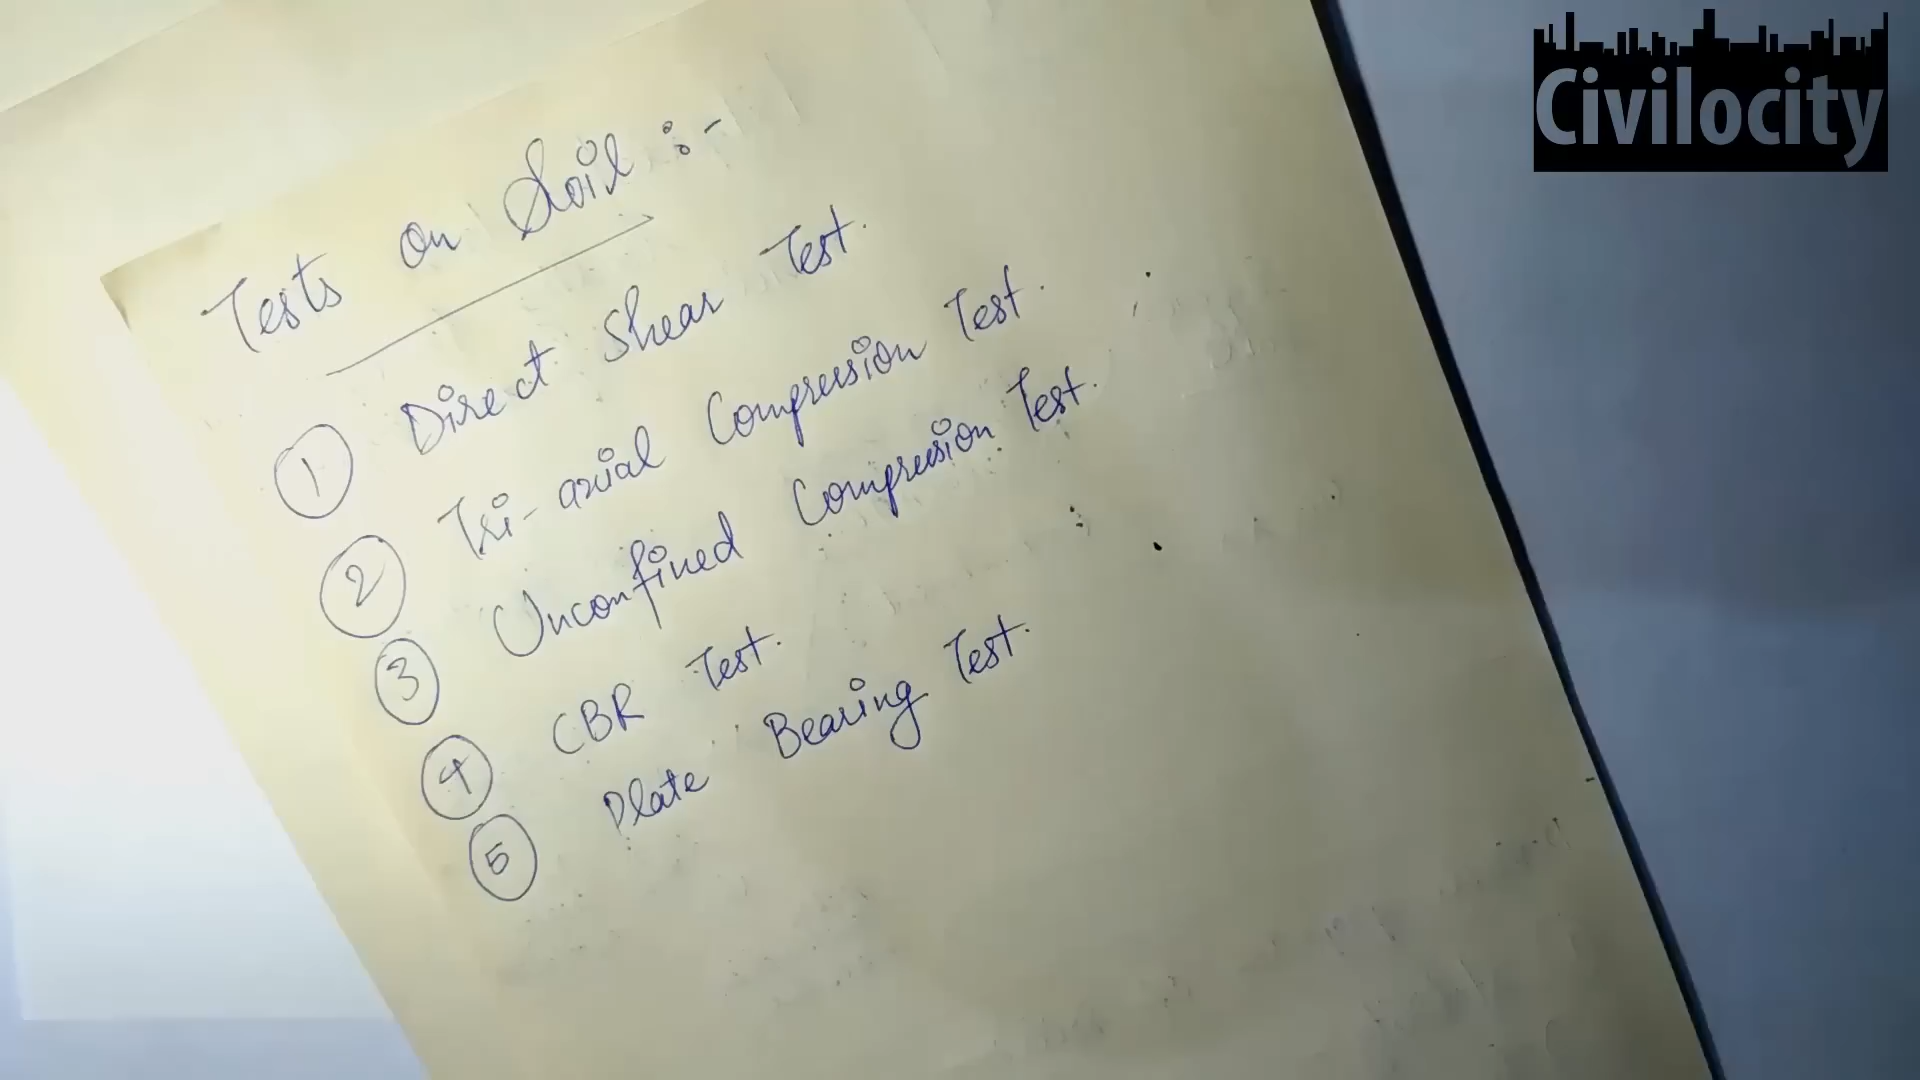 Civilocity
Tests on Soil :-
1 Direct Shear Test.
2 Tri-axial Compression Test.
3 Unconfined Compression Test.
4 CBR Test.
5 Plate Bearing Test.